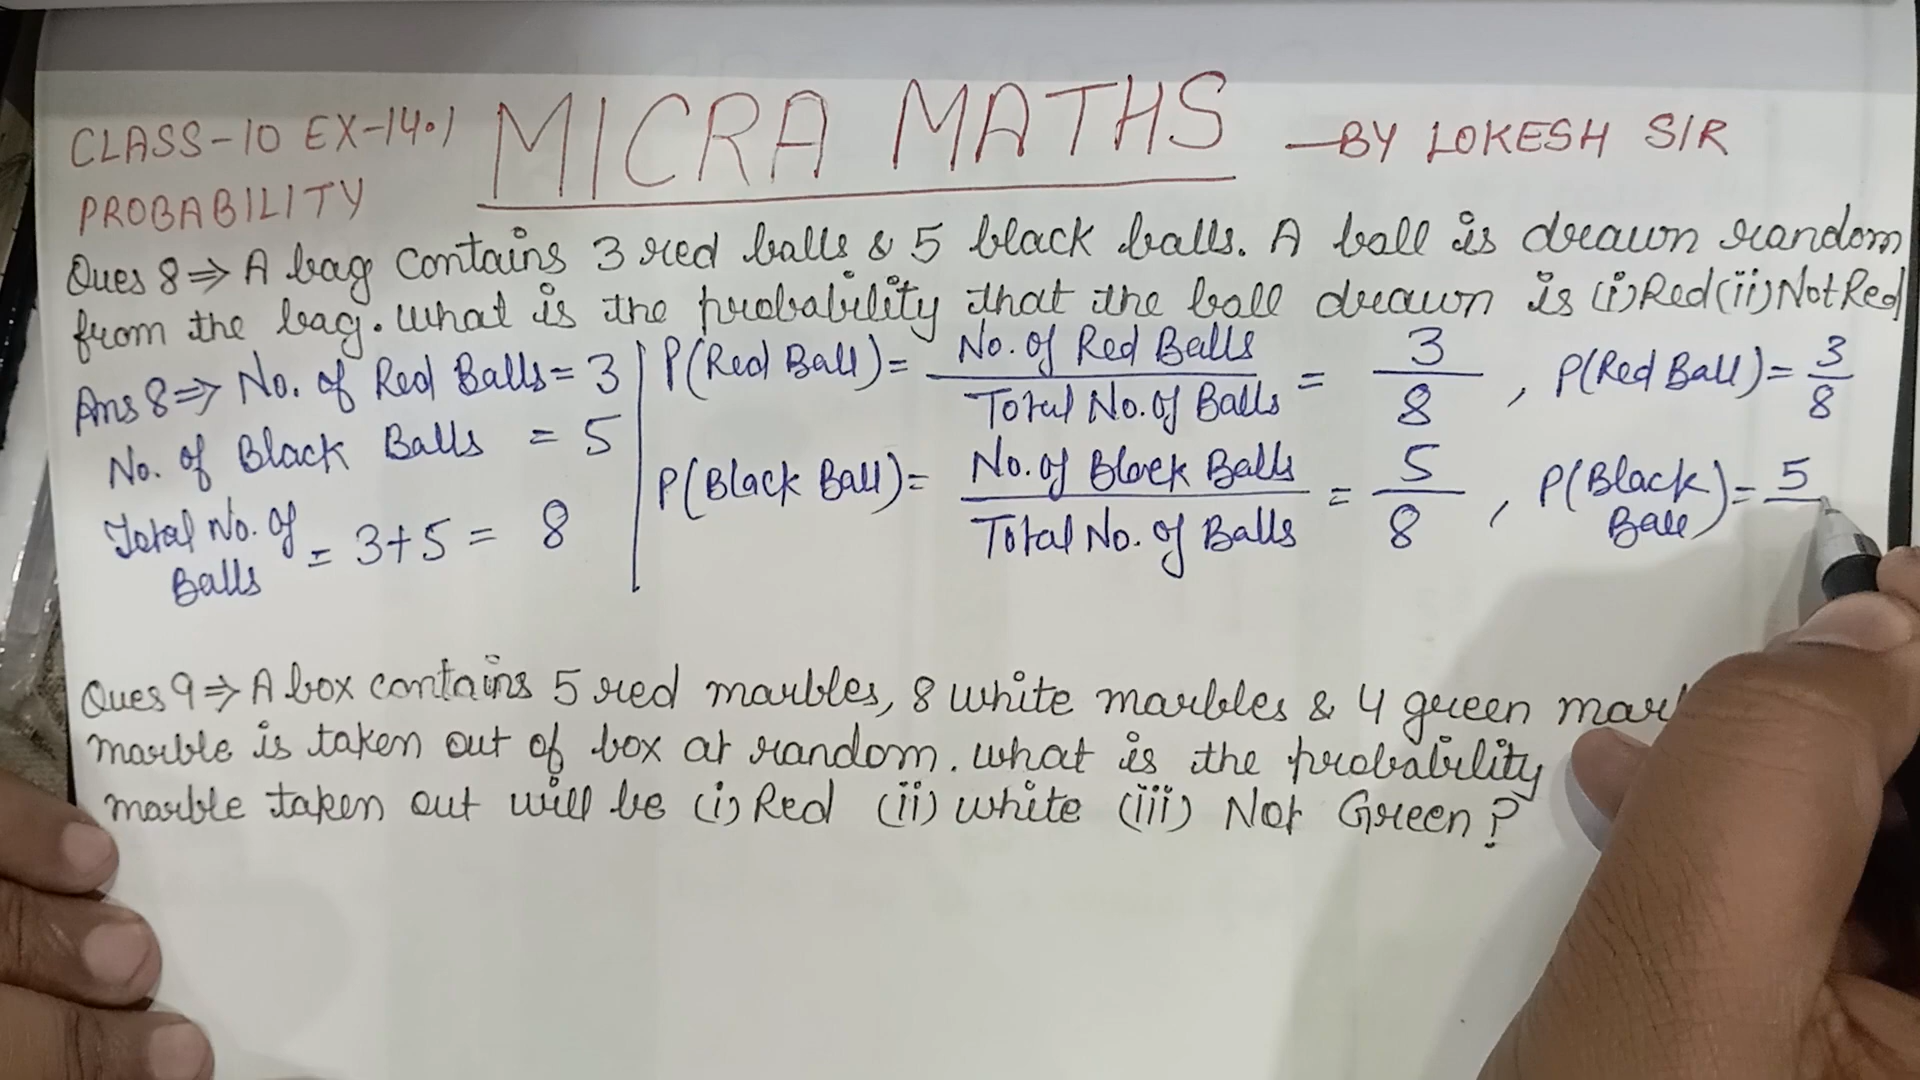 CLASS-10 EX-14.1
PROBABILITY
MICRA MATHS
—BY LOKESH SIR
Ques 8⇒ A bag contains 3 red balls & 5 black balls. A ball is drawn random
from the bag. What is the probability that the ball drawn is (i) Red (ii) Not Red
Ans 8⇒ No. of Red Balls = 3
No. of Black Balls = 5
Total No. of Balls = 3+5 = 8
P(Red Ball) = No. of Red Balls / Total No. of Balls = 3/8 , P(Red Ball) = 3/8
P(Black Ball) = No. of Black Balls / Total No. of Balls = 5/8 , P(Black Ball) = 5
Ques 9⇒ A box contains 5 red marbles, 8 white marbles & 4 green
marble is taken out of box at random. What is the probability
marble taken out will be (i) Red (ii) white (iii) Not Green?